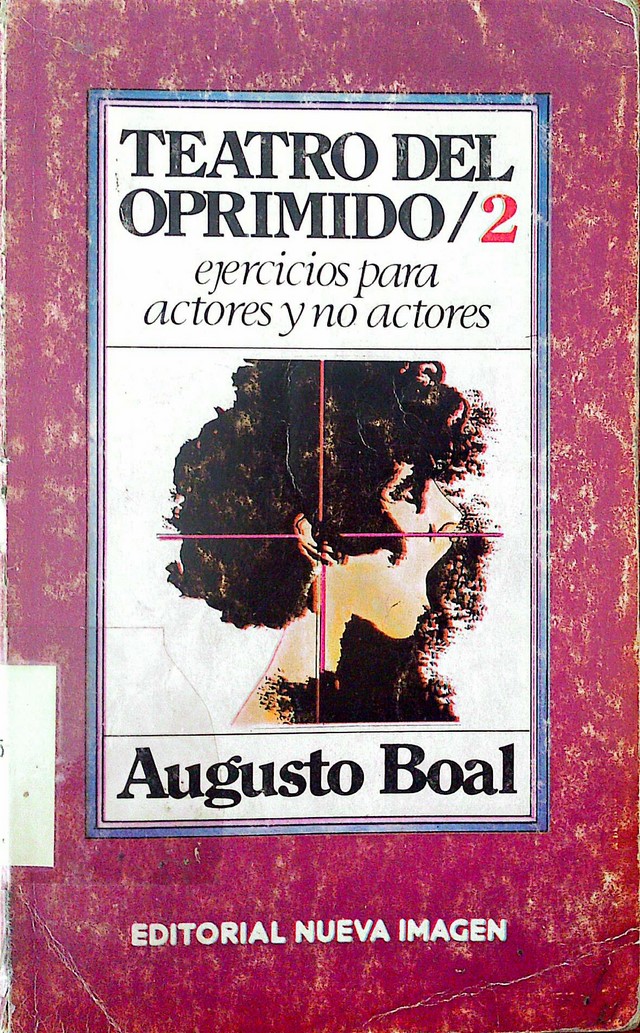 TEATRO DEL
OPRIMIDO/2
ejercicios para
actores y no actores
Augusto Boal
EDITORIAL NUEVA IMAGEN